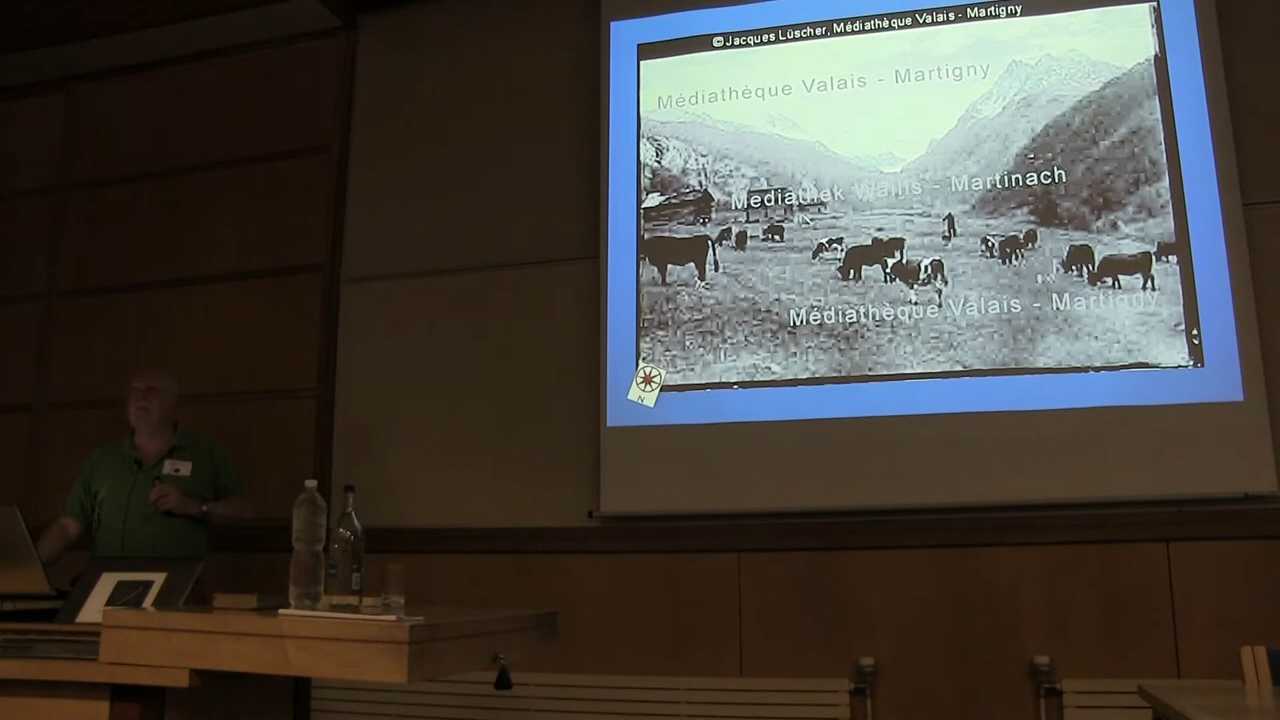 © Jacques Lüscher, Médiathèque Valais - Martigny
Médiathèque Valais - Martigny
Mediathek Wallis - Martinach
Médiathèque Valais - Martigny
N